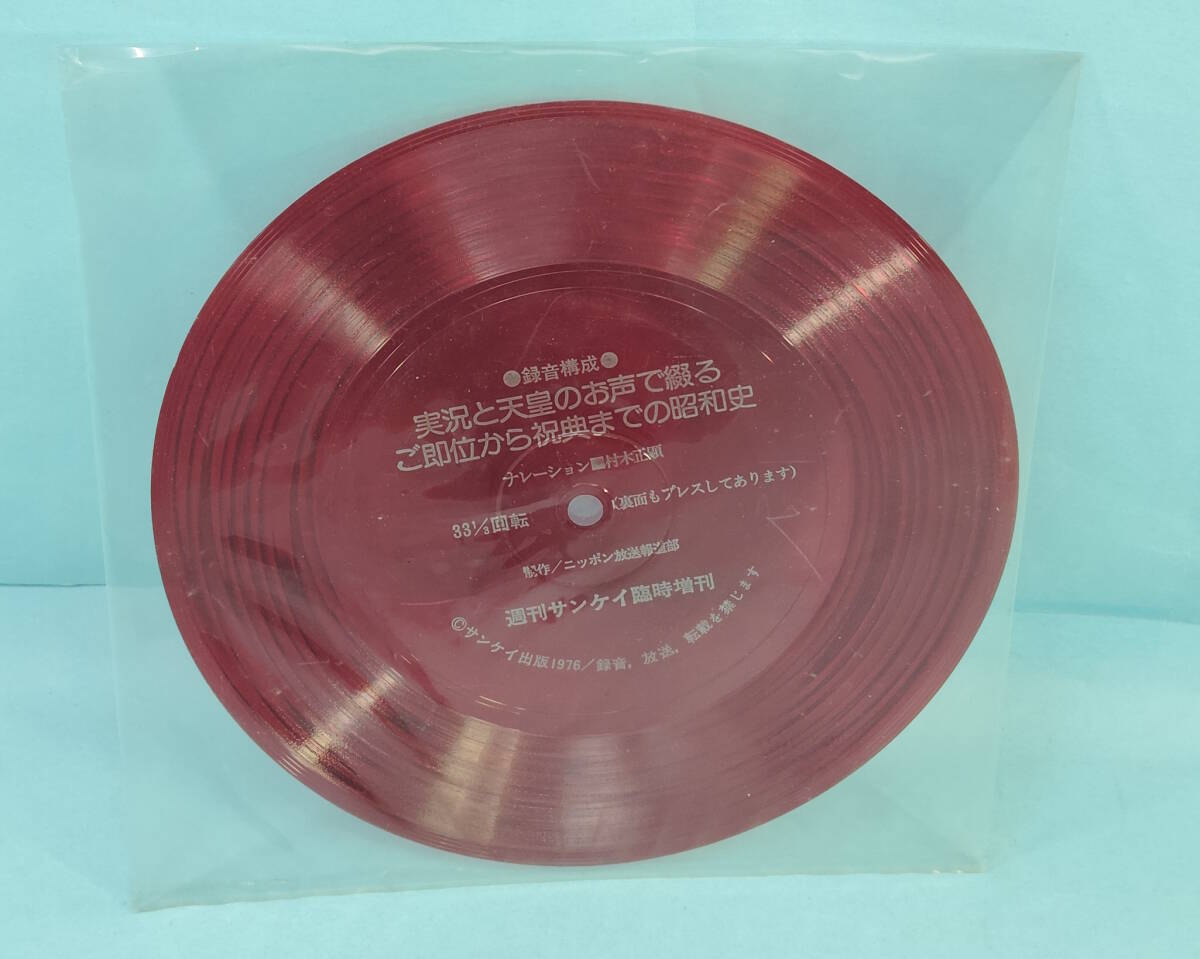 ●録音構成●
実況と天皇のお声で綴る
ご即位から祝典までの昭和史
ナレーション■村木正顕
33⅓回転
(裏面もプレスしてあります)
制作/ニッポン放送報道部
週刊サンケイ臨時増刊
©サンケイ出版1976/録音,放送,転載を禁じます